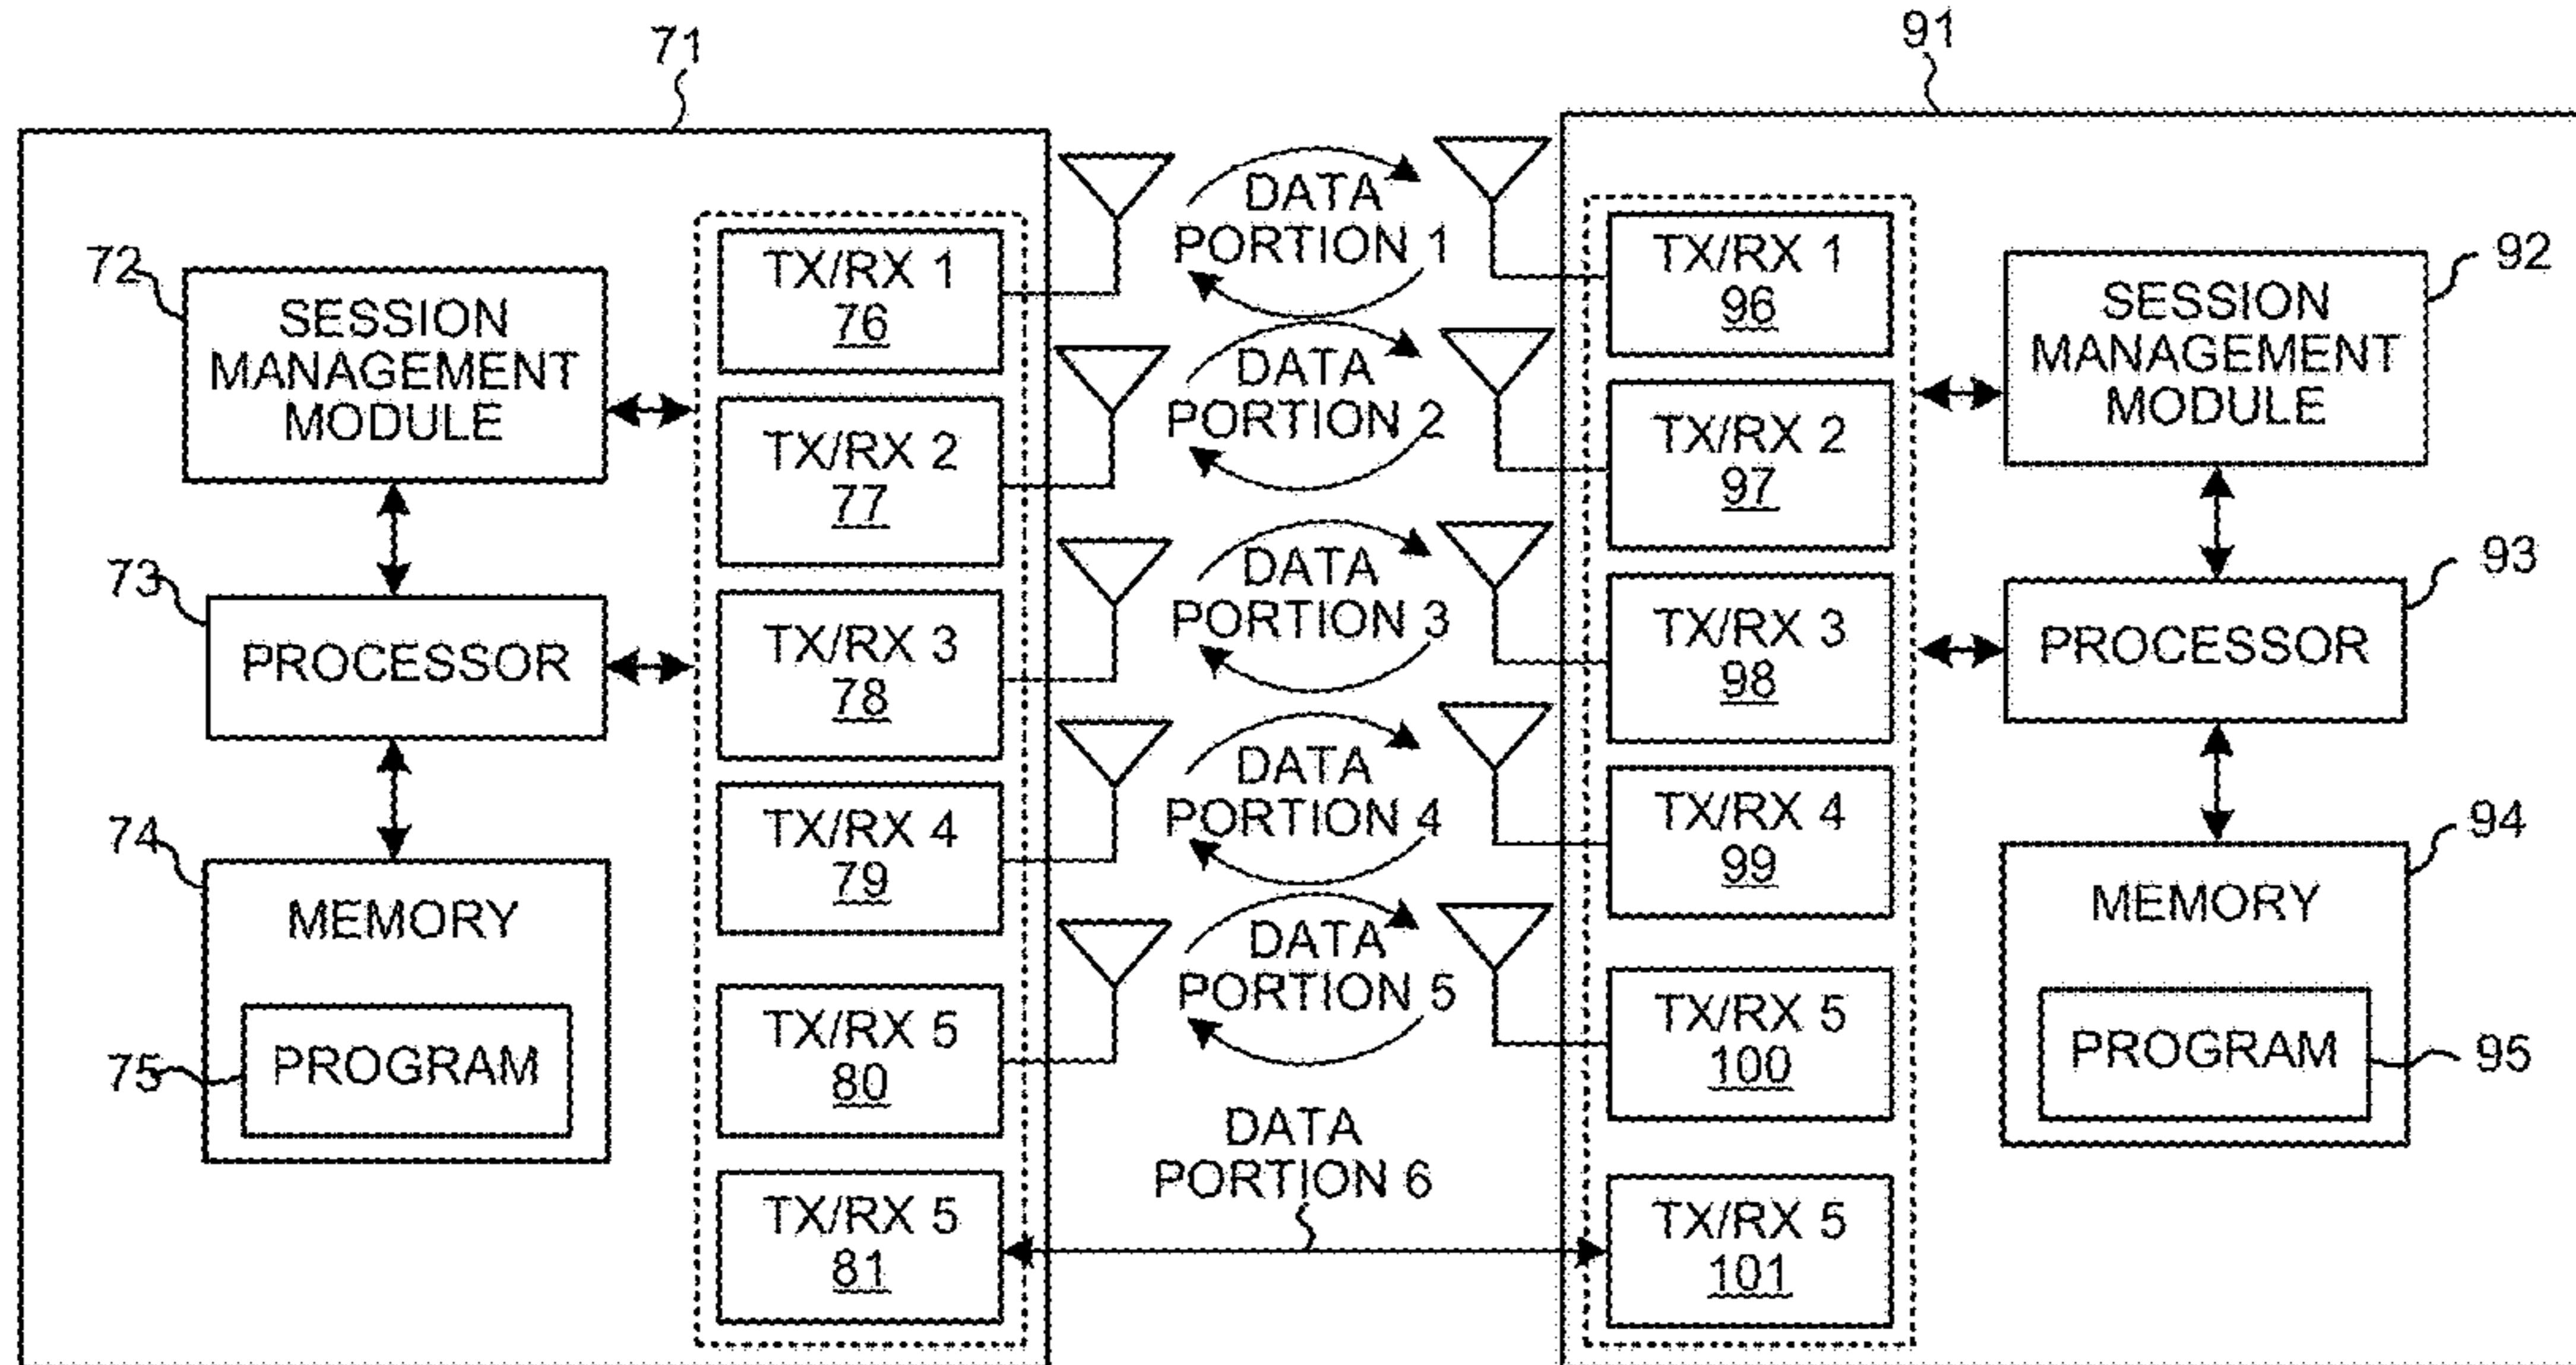 71
91
72
SESSION
MANAGEMENT
MODULE
73
PROCESSOR
74
MEMORY
75
PROGRAM
TX/RX 1
76
TX/RX 2
77
TX/RX 3
78
TX/RX 4
79
TX/RX 5
80
TX/RX 5
81
DATA
PORTION 1
DATA
PORTION 2
DATA
PORTION 3
DATA
PORTION 4
DATA
PORTION 5
DATA
PORTION 6
TX/RX 1
96
TX/RX 2
97
TX/RX 3
98
TX/RX 4
99
TX/RX 5
100
TX/RX 5
101
SESSION
MANAGEMENT
MODULE
92
PROCESSOR
93
MEMORY
94
PROGRAM
95